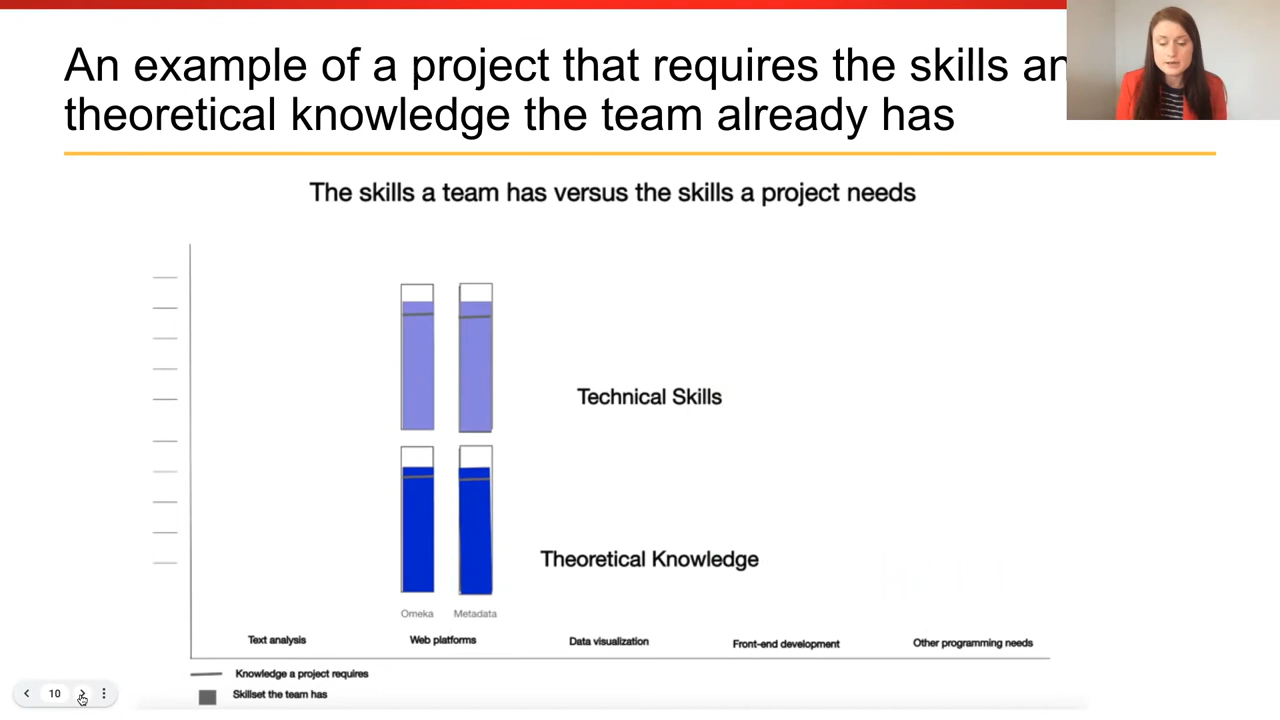 An example of a project that requires the skills an
theoretical knowledge the team already has
The skills a team has versus the skills a project needs
Technical Skills
Theoretical Knowledge
Omeka Metadata
Text analysis Web platforms Data visualization Front-end development Other programming needs
Knowledge a project requires
Skillset the team has
10